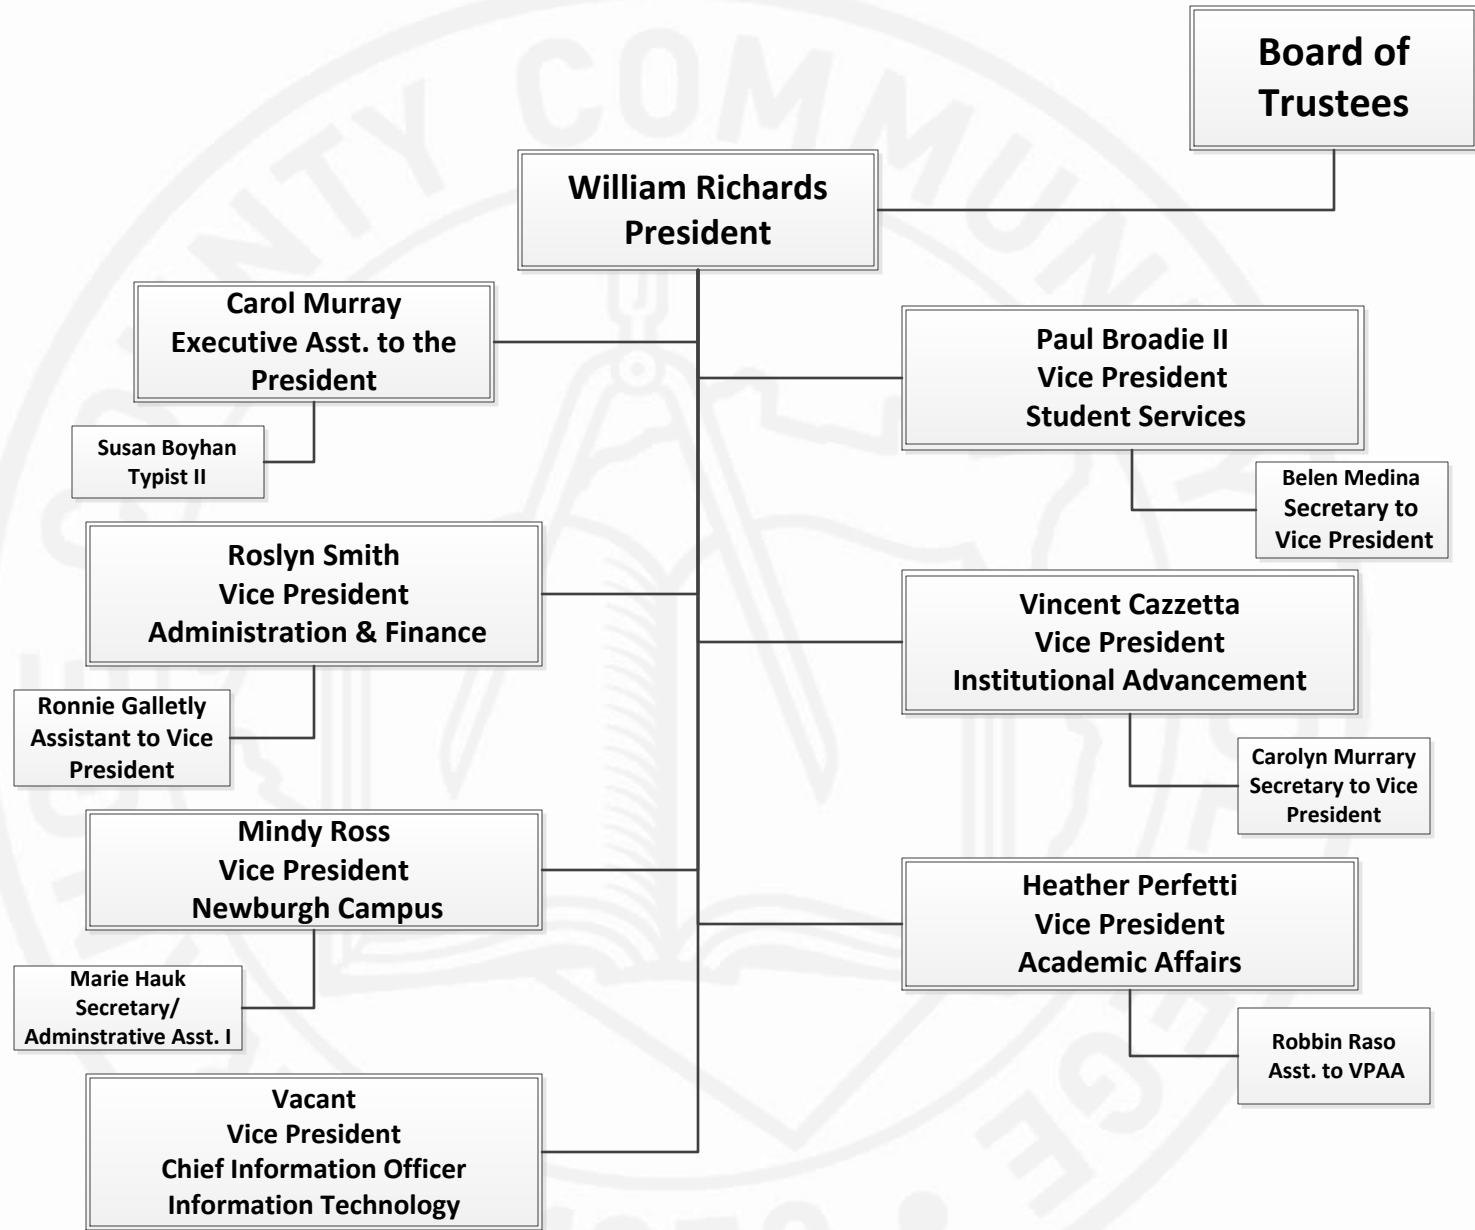 Board of
Trustees
William Richards
President
Carol Murray
Executive Asst. to the
President
Paul Broadie II
Vice President
Student Services
Susan Boyhan
Typist II
Belen Medina
Secretary to
Vice President
Roslyn Smith
Vice President
Administration & Finance
Vincent Cazzetta
Vice President
Institutional Advancement
Ronnie Galletly
Assistant to Vice
President
Carolyn Murrary
Secretary to Vice
President
Mindy Ross
Vice President
Newburgh Campus
Heather Perfetti
Vice President
Academic Affairs
Marie Hauk
Secretary/
Adminstrative Asst. I
Robbin Raso
Asst. to VPAA
Vacant
Vice President
Chief Information Officer
Information Technology
COUNTY COMMUNITY